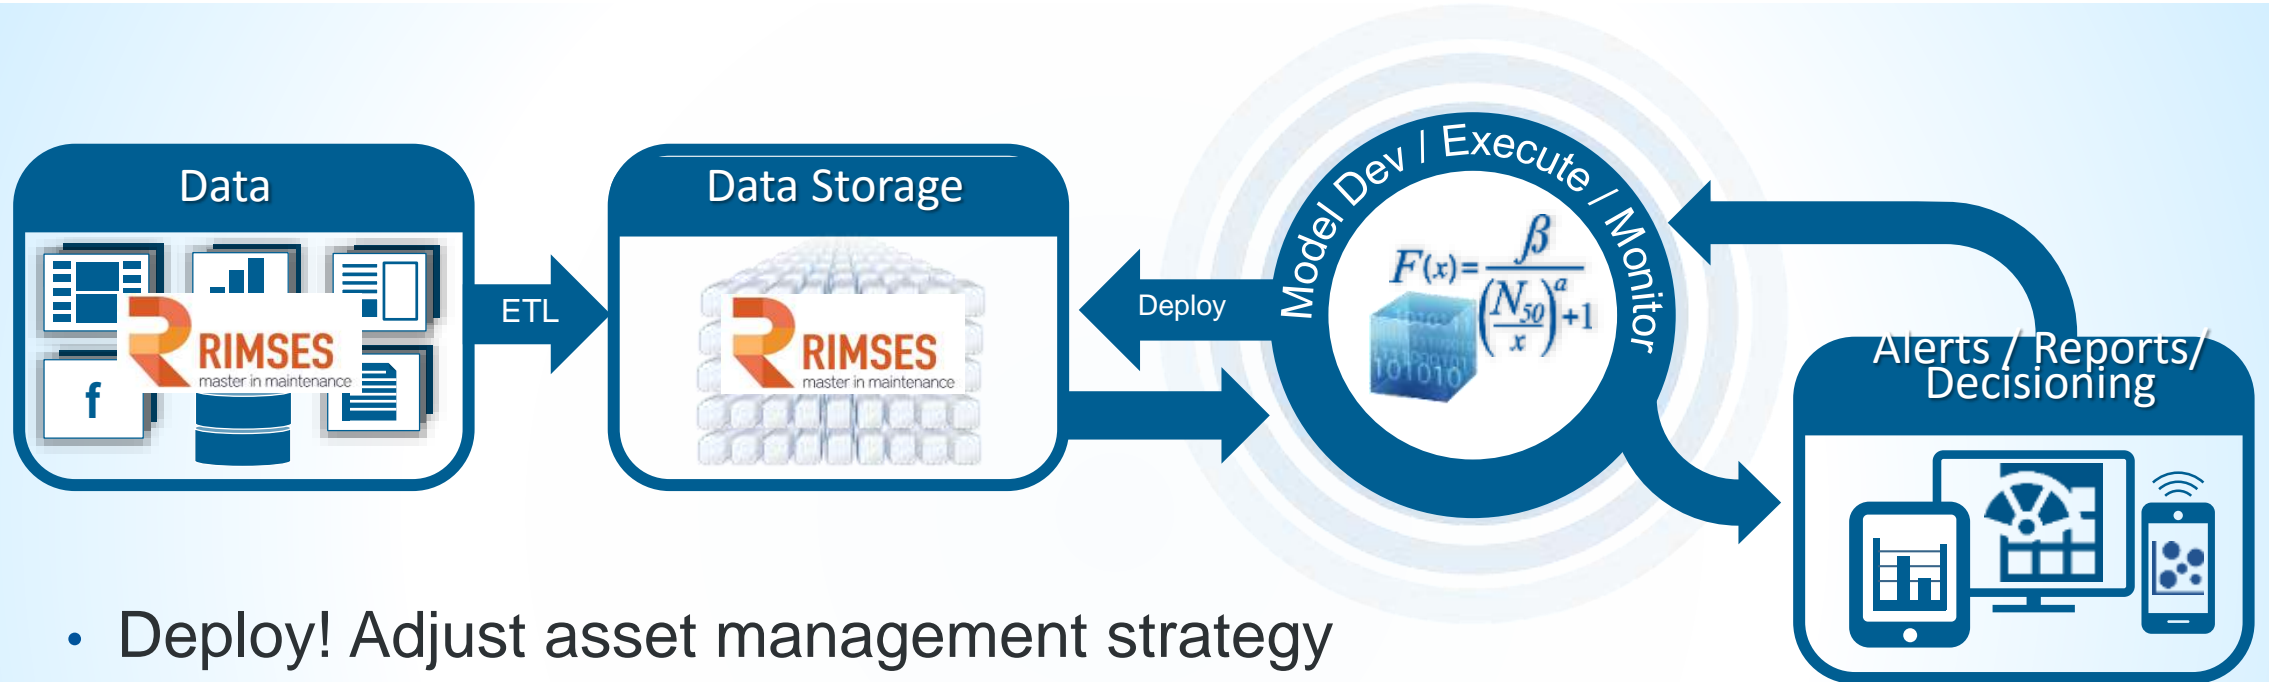 Data
RIMSES
master in maintenance
f
ETL
Data Storage
RIMSES
master in maintenance
Deploy
Model Dev / Execute / Monitor
F(x)=β/((N50/x)^a+1)
101010
Alerts / Reports/
Decisioning
• Deploy! Adjust asset management strategy